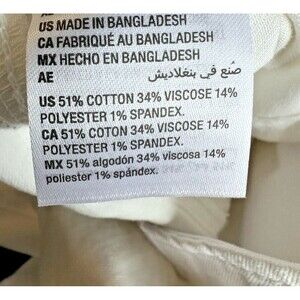 US MADE IN BANGLADESH
CA FABRIQUÉ AU BANGLADESH
MX HECHO EN BANGLADESH
AE صُنع في بنغلاديش
US 51% COTTON 34% VISCOSE 14%
POLYESTER 1% SPANDEX.
CA 51% COTON 34% VISCOSE 14%
POLYESTER 1% SPANDEX.
MX 51% algodón 34% viscosa 14%
poliester 1% spándex.